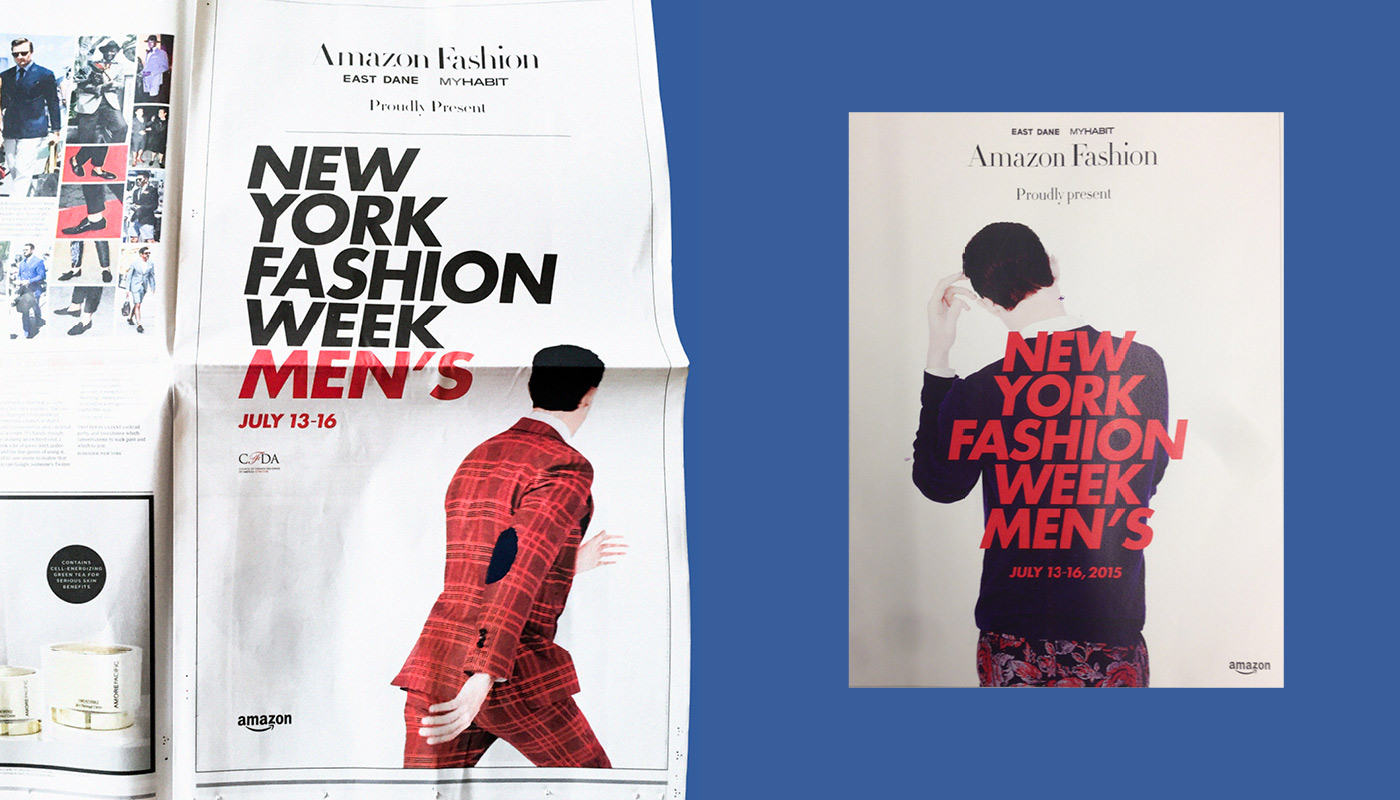 Amazon Fashion
EAST DANE MYHABIT
Proudly Present
NEW
YORK
FASHION
WEEK
MEN'S
JULY 13-16
CFDA
amazon
CONTAINS
CELL-ENERGIZING
GREEN TEA FOR
SERIOUS SKIN
BENEFITS
AMOREPACIFIC
AMOREPACIFIC
EAST DANE MYHABIT
Amazon Fashion
Proudly present
NEW
YORK
FASHION
WEEK
MEN'S
JULY 13-16, 2015
amazon